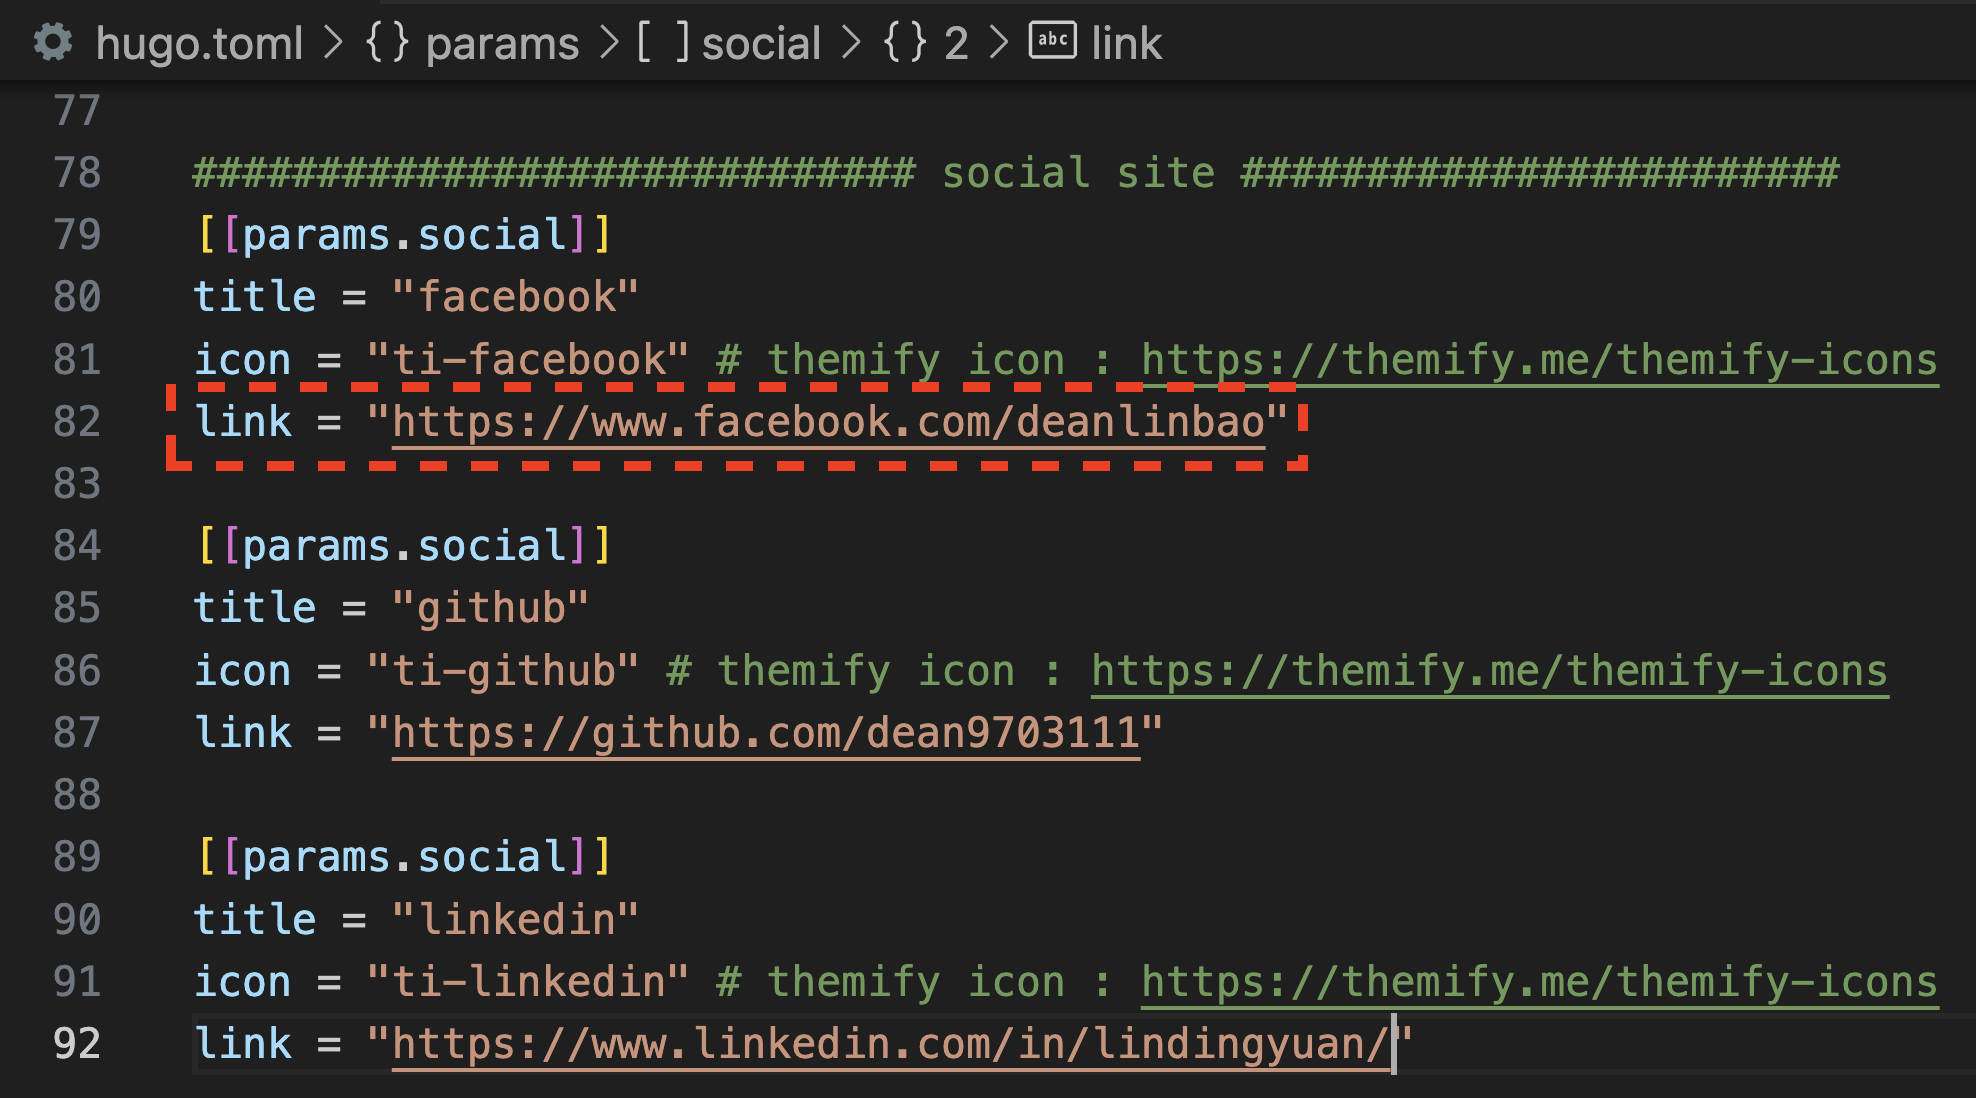 hugo.toml > {} params > [ ] social > {} 2 > abc link
77
78 ############################# social site ########################
79 [[params.social]]
80 title = "facebook"
81 icon = "ti-facebook" # themify icon : https://themify.me/themify-icons
82 link = "https://www.facebook.com/deanlinbao"
83
84 [[params.social]]
85 title = "github"
86 icon = "ti-github" # themify icon : https://themify.me/themify-icons
87 link = "https://github.com/dean9703111"
88
89 [[params.social]]
90 title = "linkedin"
91 icon = "ti-linkedin" # themify icon : https://themify.me/themify-icons
92 link = "https://www.linkedin.com/in/lindingyuan/"